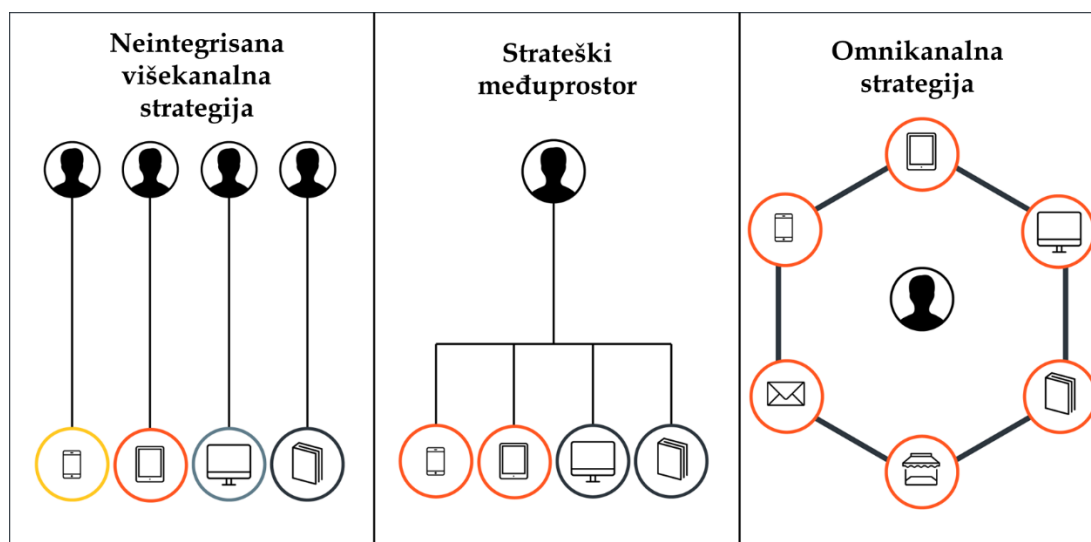 Neintegrisana
višekanalna
strategija
Strateški
međuprostor
Omnikanalna
strategija